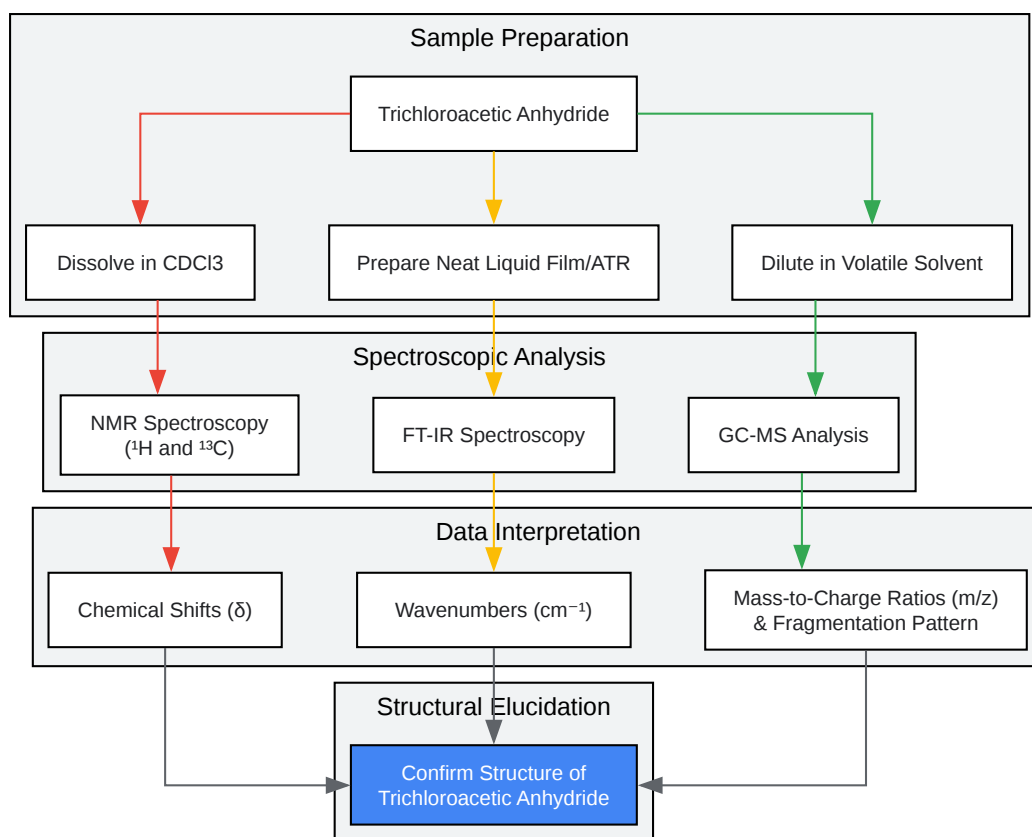 Sample Preparation
Trichloroacetic Anhydride
Dissolve in CDCl3
Prepare Neat Liquid Film/ATR
Dilute in Volatile Solvent
Spectroscopic Analysis
NMR Spectroscopy
(¹H and ¹³C)
FT-IR Spectroscopy
GC-MS Analysis
Data Interpretation
Chemical Shifts (δ)
Wavenumbers (cm⁻¹)
Mass-to-Charge Ratios (m/z)
& Fragmentation Pattern
Structural Elucidation
Confirm Structure of
Trichloroacetic Anhydride